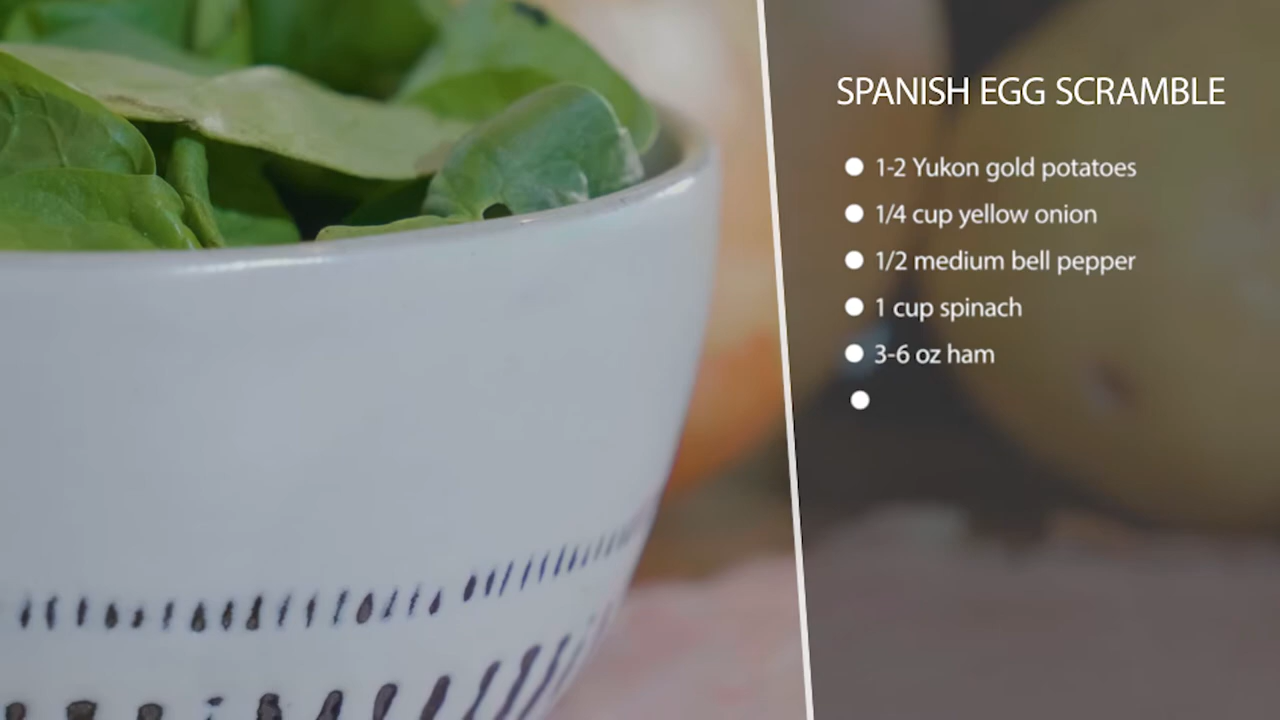 SPANISH EGG SCRAMBLE
1-2 Yukon gold potatoes
1/4 cup yellow onion
1/2 medium bell pepper
1 cup spinach
3-6 oz ham